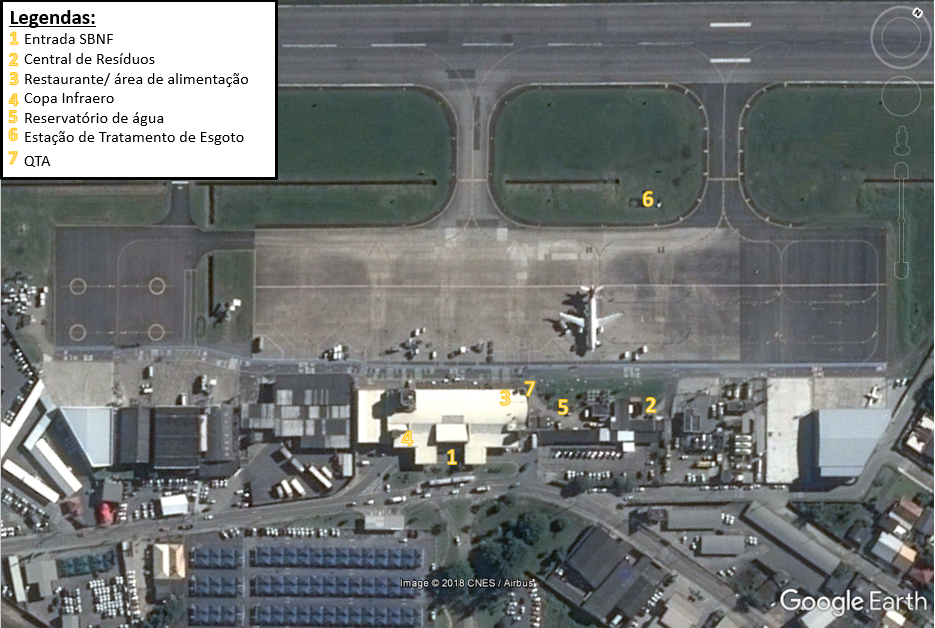 Legendas:
1 Entrada SBNF
2 Central de Resíduos
3 Restaurante/ área de alimentação
4 Copa Infraero
5 Reservatório de água
6 Estação de Tratamento de Esgoto
7 QTA
N
6
7
3
5
2
4
1
Image © 2018 CNES / Airbus
Google Earth